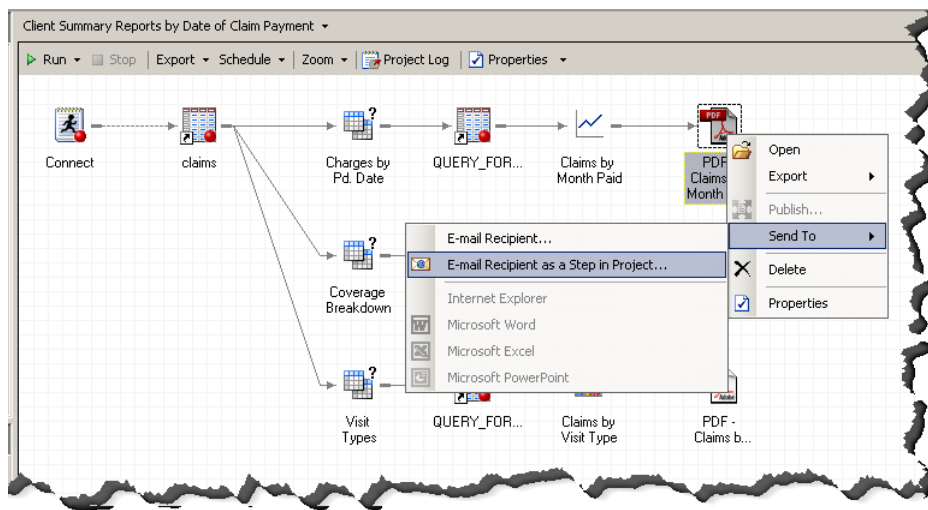 Client Summary Reports by Date of Claim Payment
Run Stop Export Schedule Zoom Project Log Properties
Connect
claims
Charges by
Pd. Date
QUERY_FOR...
Claims by
Month Paid
PDF
Claims
Month
Open
Export
Publish...
Send To
Delete
Properties
E-mail Recipient...
E-mail Recipient as a Step in Project...
Internet Explorer
Microsoft Word
Microsoft Excel
Microsoft PowerPoint
Coverage
Breakdown
Visit
Types
QUERY_FOR...
Claims by
Visit Type
PDF -
Claims b...